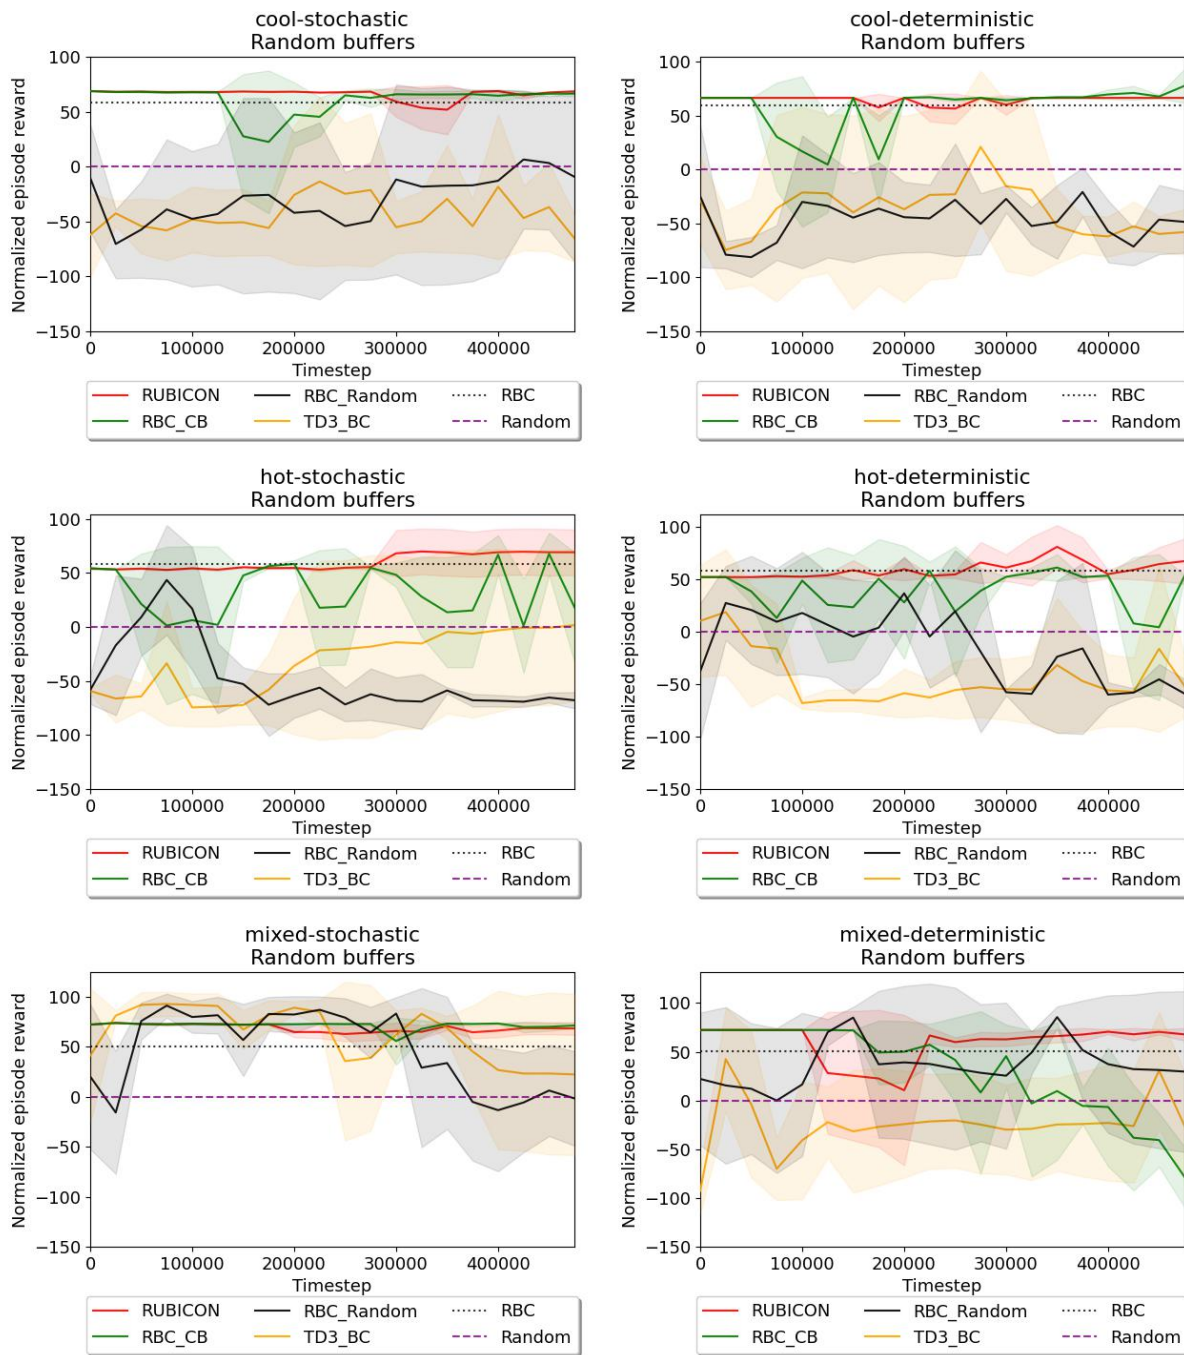 cool-stochastic
Random buffers
100
50
0
−50
−100
−150
Normalized episode reward
0 100000 200000 300000 400000
Timestep
RUBICON RBC_Random RBC
RBC_CB TD3_BC Random
cool-deterministic
Random buffers
100
50
0
−50
−100
−150
Normalized episode reward
0 100000 200000 300000 400000
Timestep
RUBICON RBC_Random RBC
RBC_CB TD3_BC Random
hot-stochastic
Random buffers
100
50
0
−50
−100
−150
Normalized episode reward
0 100000 200000 300000 400000
Timestep
RUBICON RBC_Random RBC
RBC_CB TD3_BC Random
hot-deterministic
Random buffers
100
50
0
−50
−100
−150
Normalized episode reward
0 100000 200000 300000 400000
Timestep
RUBICON RBC_Random RBC
RBC_CB TD3_BC Random
mixed-stochastic
Random buffers
100
50
0
−50
−100
−150
Normalized episode reward
0 100000 200000 300000 400000
Timestep
RUBICON RBC_Random RBC
RBC_CB TD3_BC Random
mixed-deterministic
Random buffers
100
50
0
−50
−100
−150
Normalized episode reward
0 100000 200000 300000 400000
Timestep
RUBICON RBC_Random RBC
RBC_CB TD3_BC Random